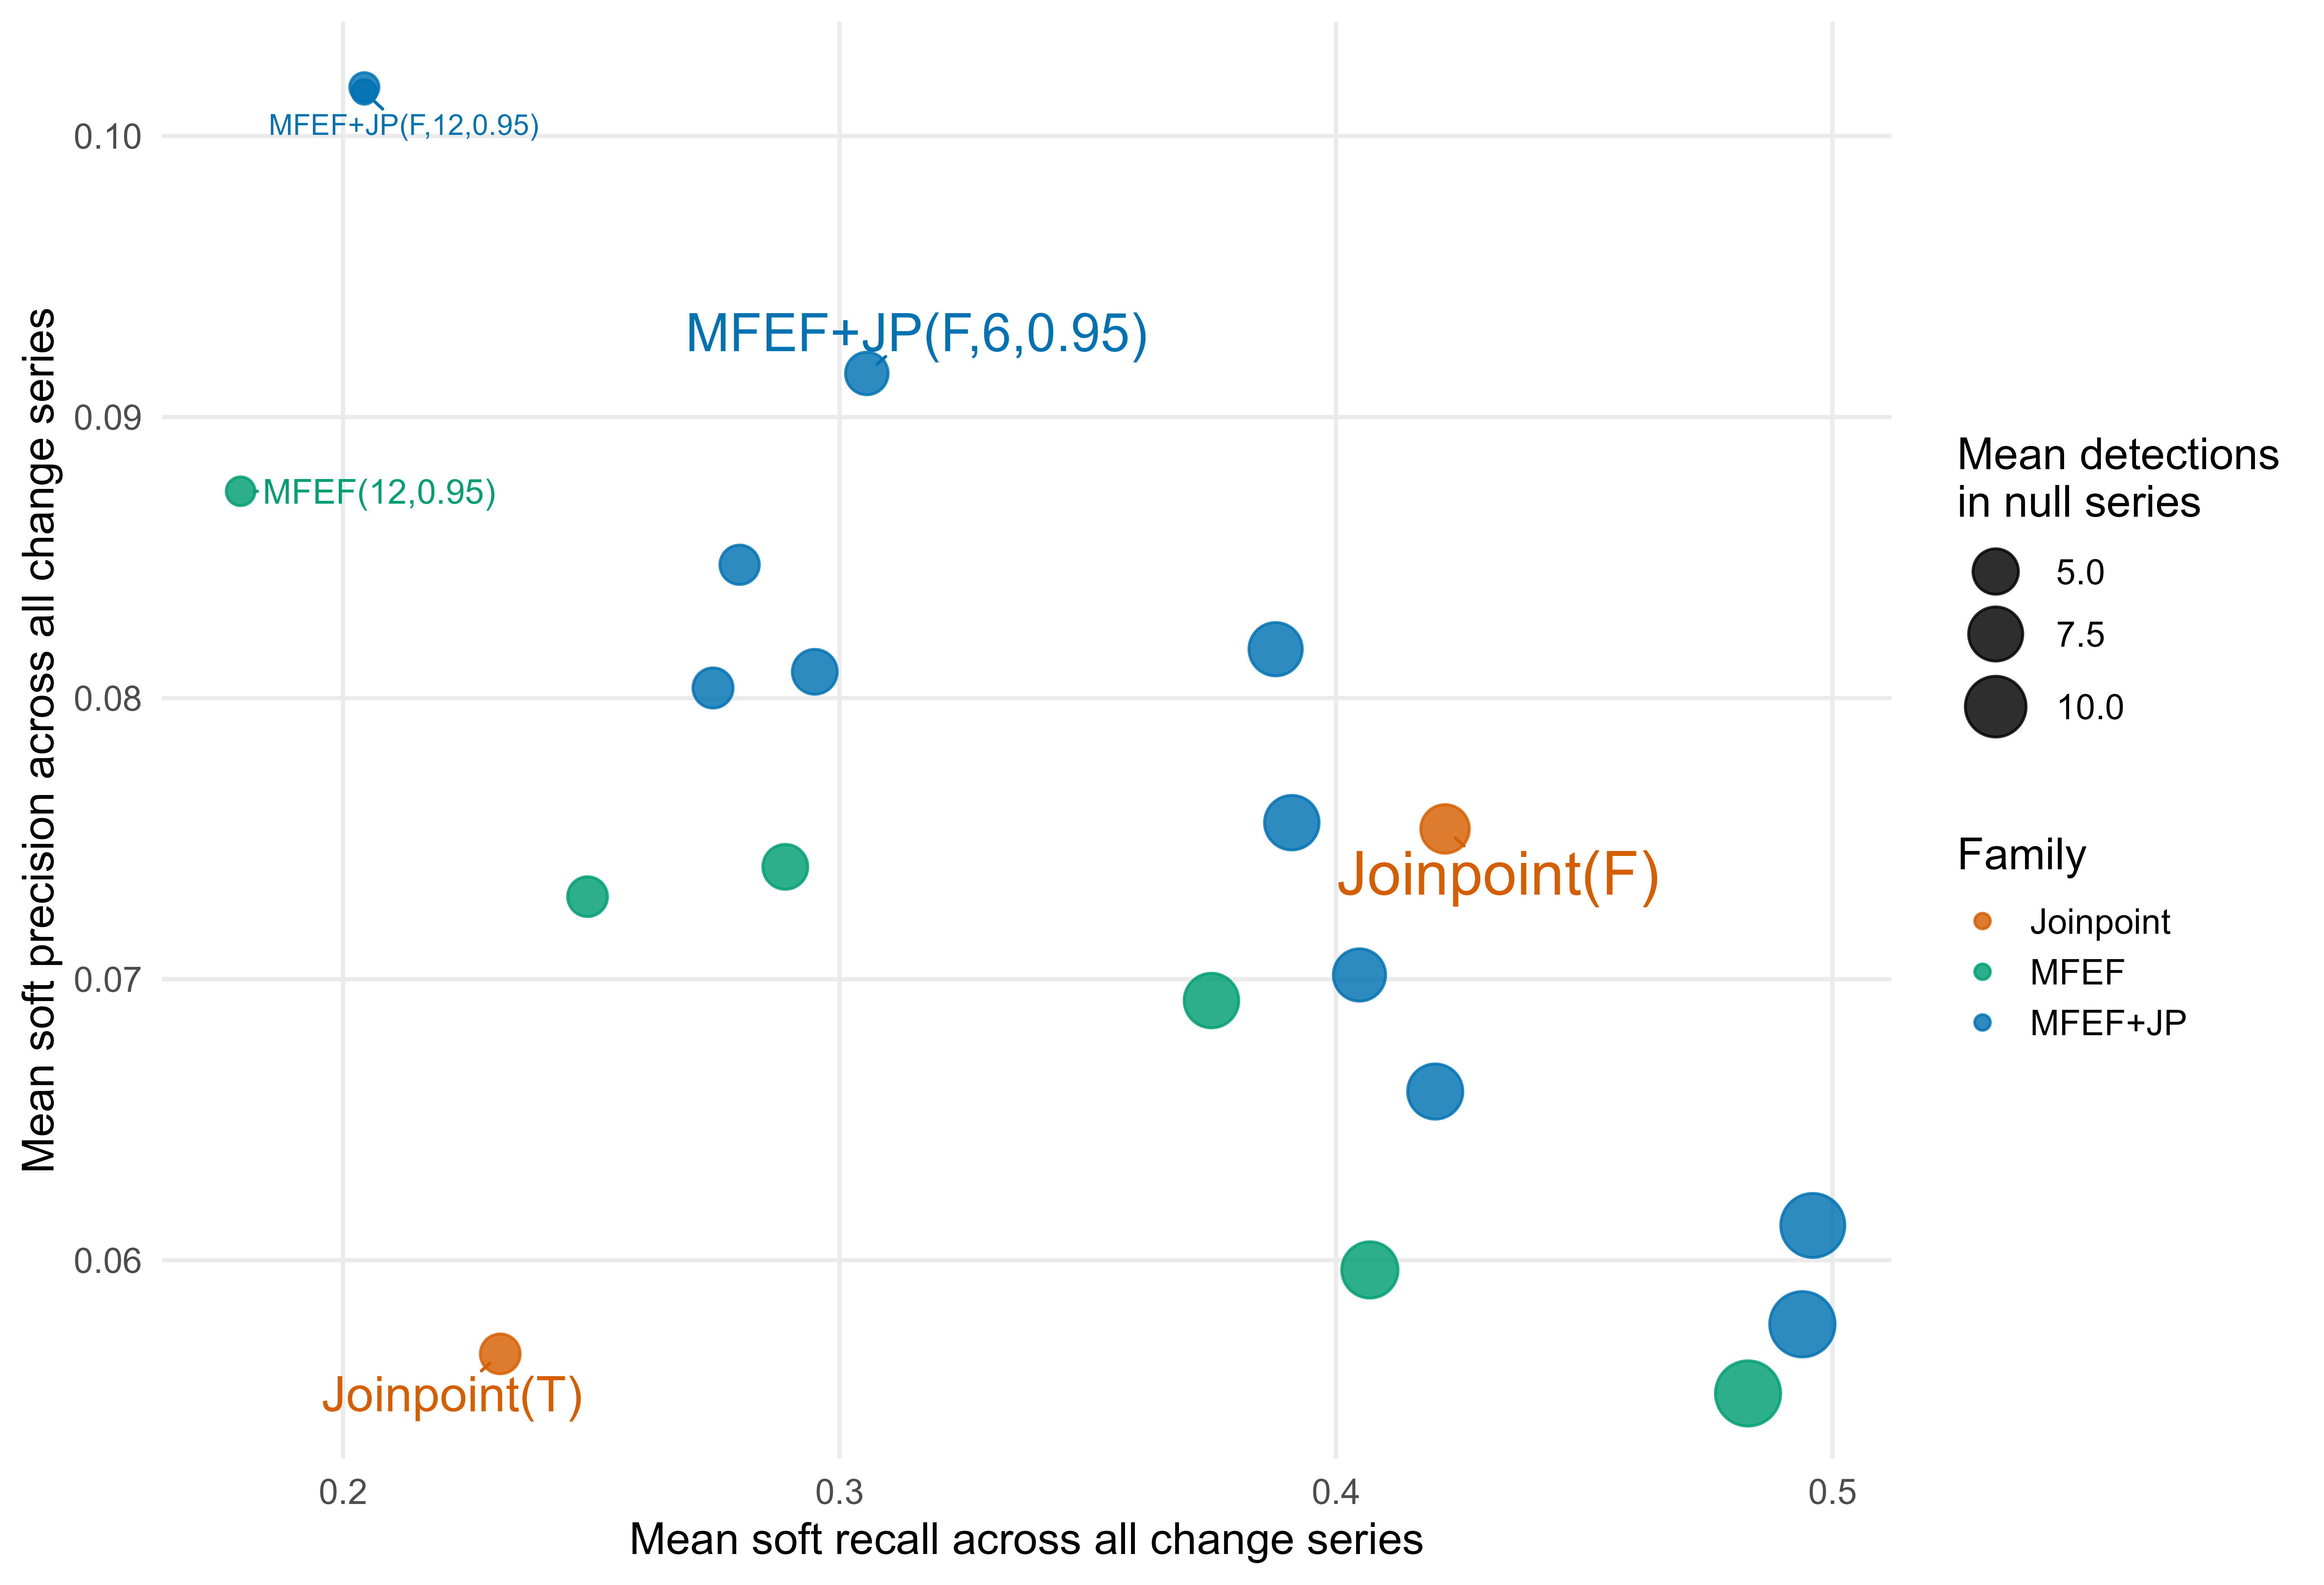 MFEF+JP(F,12,0.95)
0.10
MFEF+JP(F,6,0.95)
0.09
MFEF(12,0.95)
0.08
Joinpoint(F)
0.07
0.06
Joinpoint(T)
0.2
0.3
0.4
0.5
Mean soft recall across all change series
Mean soft precision across all change series
Mean detections
in null series
5.0
7.5
10.0
Family
Joinpoint
MFEF
MFEF+JP